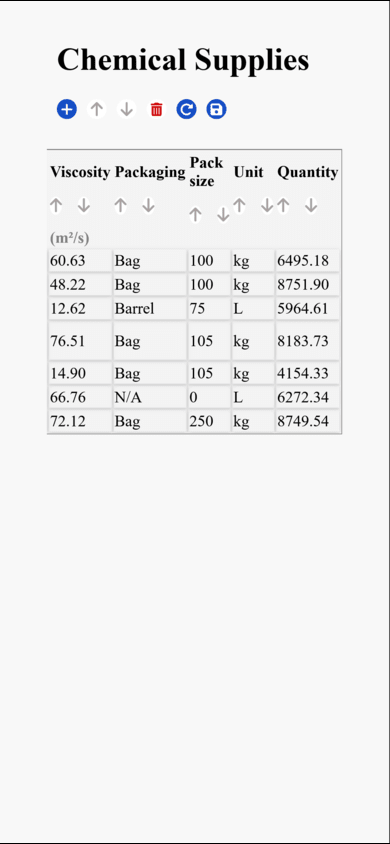 Chemical Supplies
Viscosity Packaging Pack size Unit Quantity
(m²/s)
60.63 Bag 100 kg 6495.18
48.22 Bag 100 kg 8751.90
12.62 Barrel 75 L 5964.61
76.51 Bag 105 kg 8183.73
14.90 Bag 105 kg 4154.33
66.76 N/A 0 L 6272.34
72.12 Bag 250 kg 8749.54